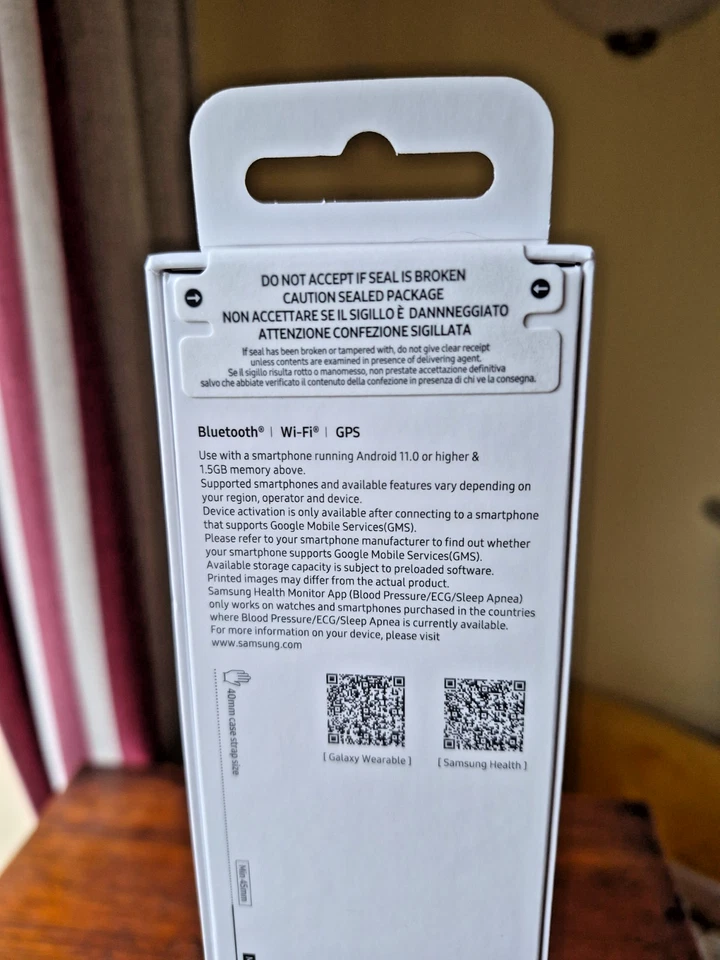 DO NOT ACCEPT IF SEAL IS BROKEN
CAUTION SEALED PACKAGE
NON ACCETTARE SE IL SIGILLO È DANNNEGGIATO
ATTENZIONE CONFEZIONE SIGILLATA
If seal has been broken or tampered with, do not give clear receipt
unless contents are examined in presence of delivering agent.
Se il sigillo risulta rotto o manomesso, non prestate accettazione definitiva
salvo che abbiate verificato il contenuto della confezione in presenza di chi ve la consegna.
Bluetooth® | Wi-Fi® | GPS
Use with a smartphone running Android 11.0 or higher &
1.5GB memory above.
Supported smartphones and available features vary depending on
your region, operator and device.
Device activation is only available after connecting to a smartphone
that supports Google Mobile Services(GMS).
Please refer to your smartphone manufacturer to find out whether
your smartphone supports Google Mobile Services(GMS).
Available storage capacity is subject to preloaded software.
Printed images may differ from the actual product.
Samsung Health Monitor App (Blood Pressure/ECG/Sleep Apnea)
only works on watches and smartphones purchased in the countries
where Blood Pressure/ECG/Sleep Apnea is currently available.
For more information on your device, please visit
www.samsung.com
40mm case strap size
[ Galaxy Wearable ]
[ Samsung Health ]